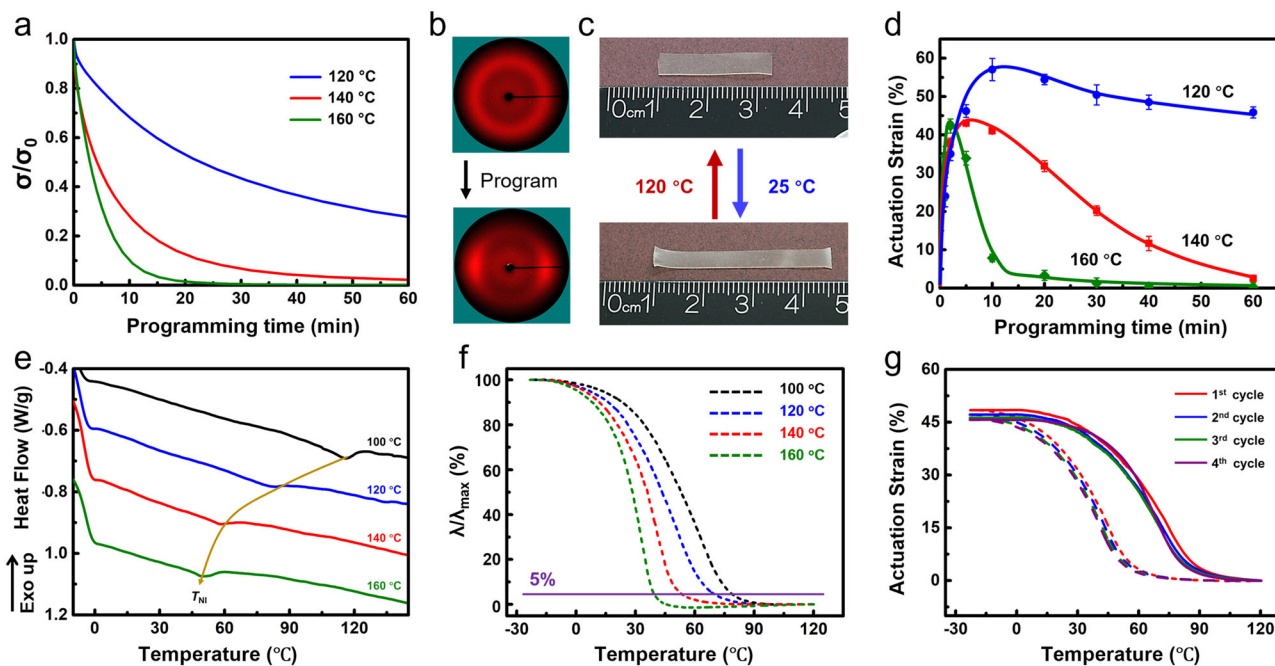 a
σ/σ0
1.0
0.8
0.6
0.4
0.2
0.0
120 °C
140 °C
160 °C
0 10 20 30 40 50 60
Programming time (min)
b
Program
c
0cm 1 2 3 4 5
120 °C
25 °C
0cm 1 2 3 4 5
d
Actuation Strain (%)
60
50
40
30
20
10
0
120 °C
140 °C
160 °C
0 10 20 30 40 50 60
Programming time (min)
e
Exo up
Heat Flow (W/g)
-0.4
-0.6
-0.8
1.0
1.2
100 °C
120 °C
140 °C
160 °C
TNI
0 30 60 90 120
Temperature (°C)
f
λ/λmax (%)
100
80
60
40
20
0
100 °C
120 °C
140 °C
160 °C
5%
-30 0 30 60 90 120
Temperature (°C)
g
Actuation Strain (%)
60
45
30
15
0
1st cycle
2nd cycle
3rd cycle
4th cycle
-30 0 30 60 90 120
Temperature (°C)